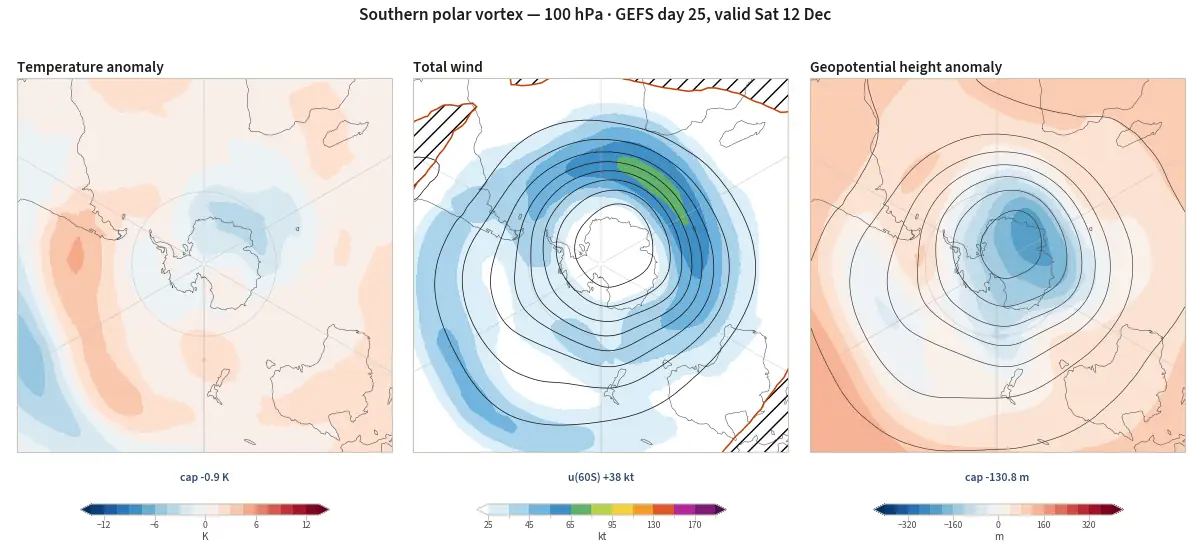 Southern polar vortex — 100 hPa · GEFS day 25, valid Sat 12 Dec
Temperature anomaly
Total wind
Geopotential height anomaly
cap -0.9 K
u(60S) +38 kt
cap -130.8 m
−12 −6 0 6 12
K
25 45 65 95 130 170
kt
−320 −160 0 160 320
m